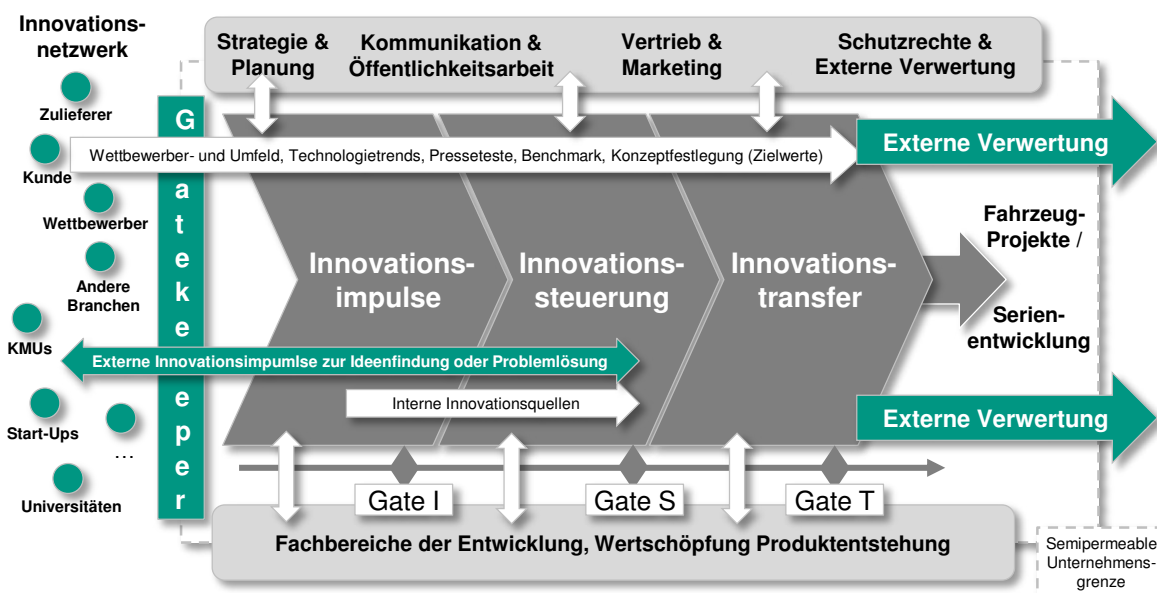 Innovations-
netzwerk
Zulieferer
Kunde
Wettbewerber
Andere
Branchen
KMUs
Start-Ups
...
Universitäten
Gatekeeper
Strategie &
Planung
Kommunikation &
Öffentlichkeitsarbeit
Vertrieb &
Marketing
Schutzrechte &
Externe Verwertung
Wettbewerber- und Umfeld, Technologietrends, Presseteste, Benchmark, Konzeptfestlegung (Zielwerte)
Externe Verwertung
Innovations-
impulse
Innovations-
steuerung
Innovations-
transfer
Fahrzeug-
Projekte /
Serien-
entwicklung
Externe Innovationsimpumlse zur Ideenfindung oder Problemlösung
Interne Innovationsquellen
Externe Verwertung
Gate I
Gate S
Gate T
Fachbereiche der Entwicklung, Wertschöpfung Produktentstehung
Semipermeable
Unternehmens-
grenze